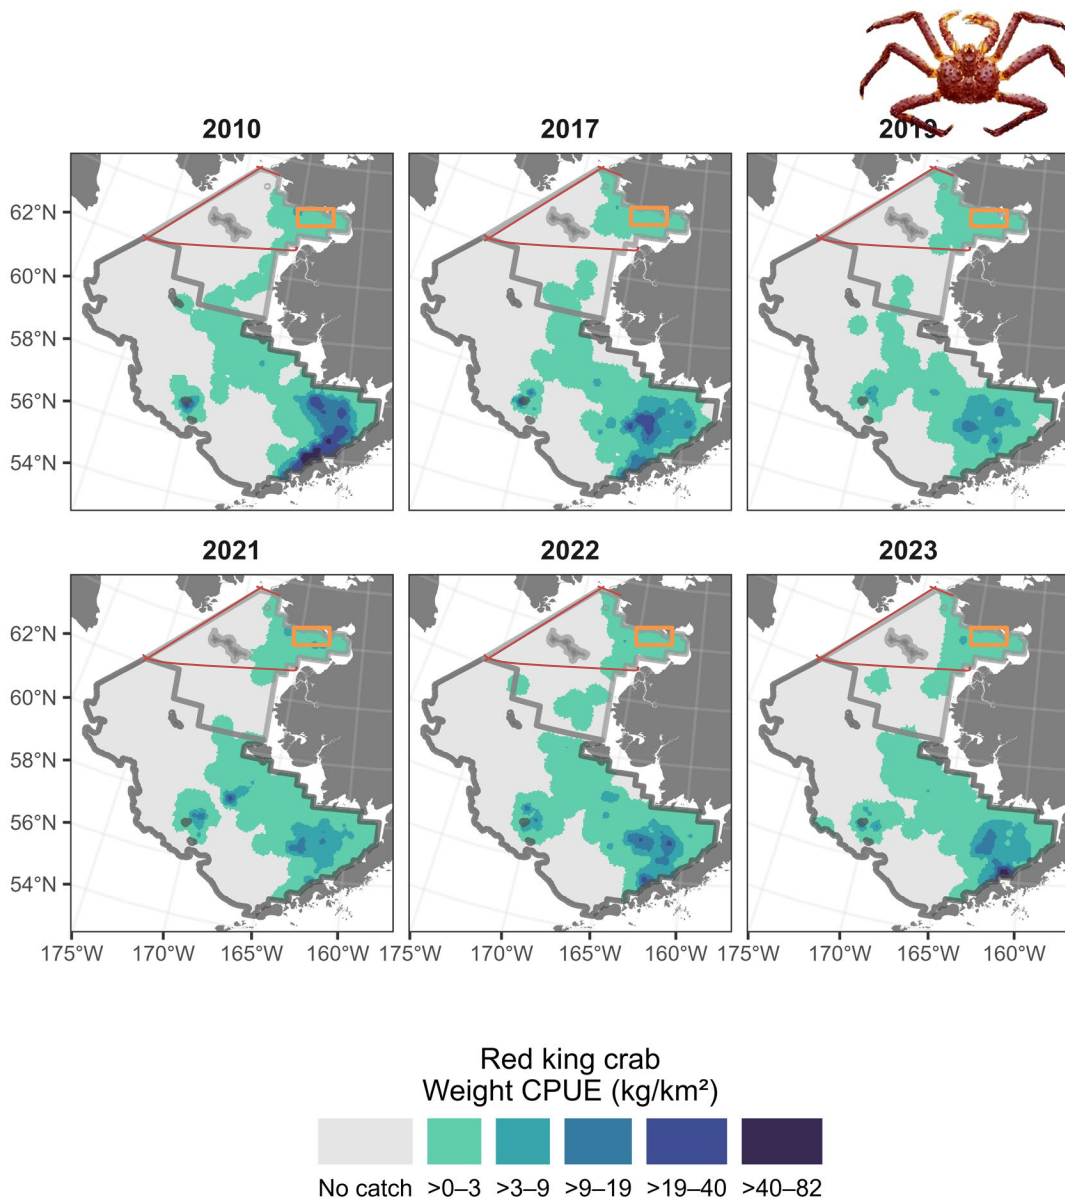 2010 2017 2019
62°N
60°N
58°N
56°N
54°N
2021 2022 2023
62°N
60°N
58°N
56°N
54°N
175°W 170°W 165°W 160°W 175°W 170°W 165°W 160°W 175°W 170°W 165°W 160°W
Red king crab
Weight CPUE (kg/km²)
No catch >0–3 >3–9 >9–19 >19–40 >40–82